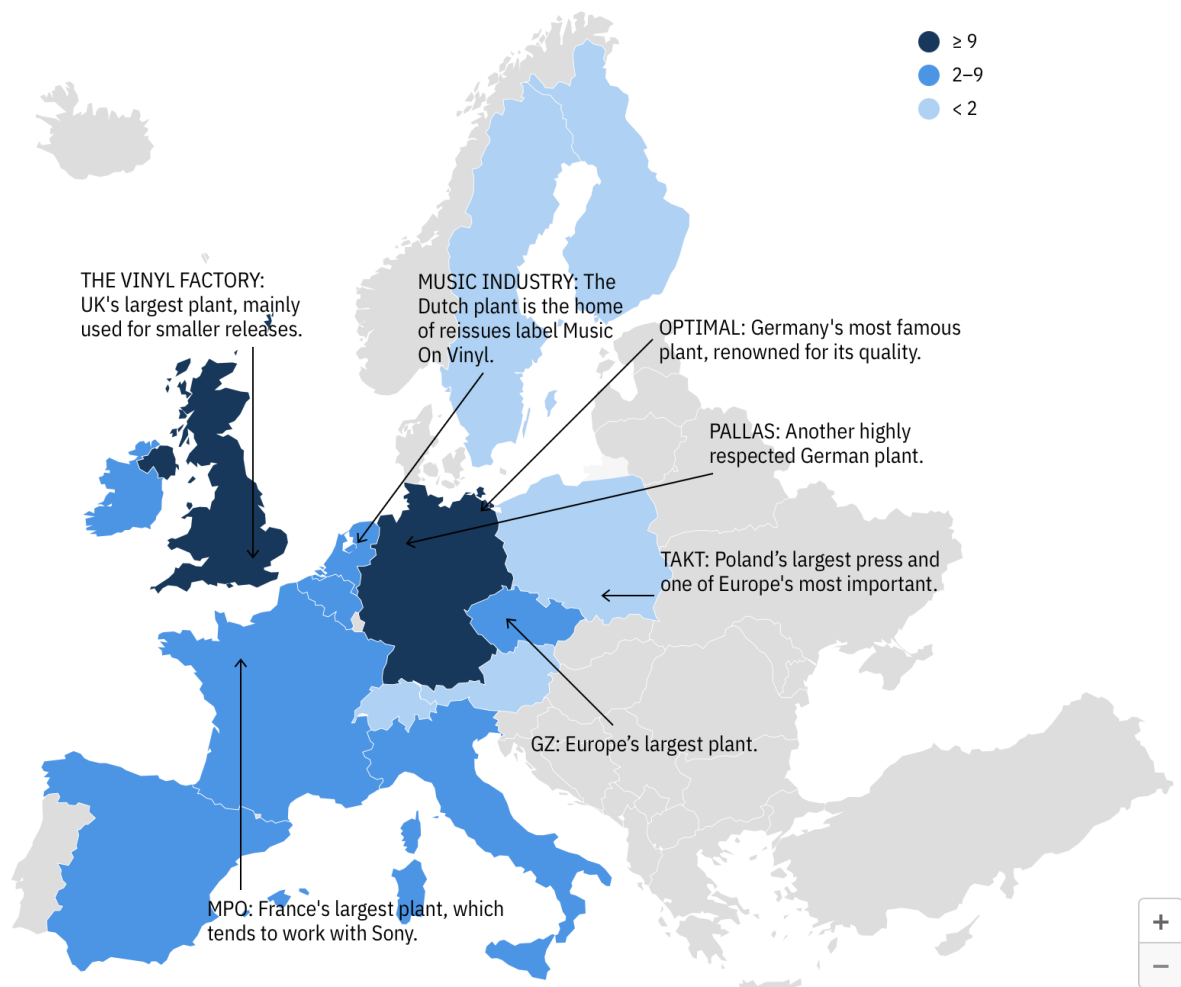 ≥ 9
2–9
< 2
THE VINYL FACTORY:
UK's largest plant, mainly
used for smaller releases.
MUSIC INDUSTRY: The
Dutch plant is the home
of reissues label Music
On Vinyl.
OPTIMAL: Germany's most famous
plant, renowned for its quality.
PALLAS: Another highly
respected German plant.
TAKT: Poland’s largest press and
one of Europe's most important.
GZ: Europe’s largest plant.
MPO: France's largest plant, which
tends to work with Sony.
+
−